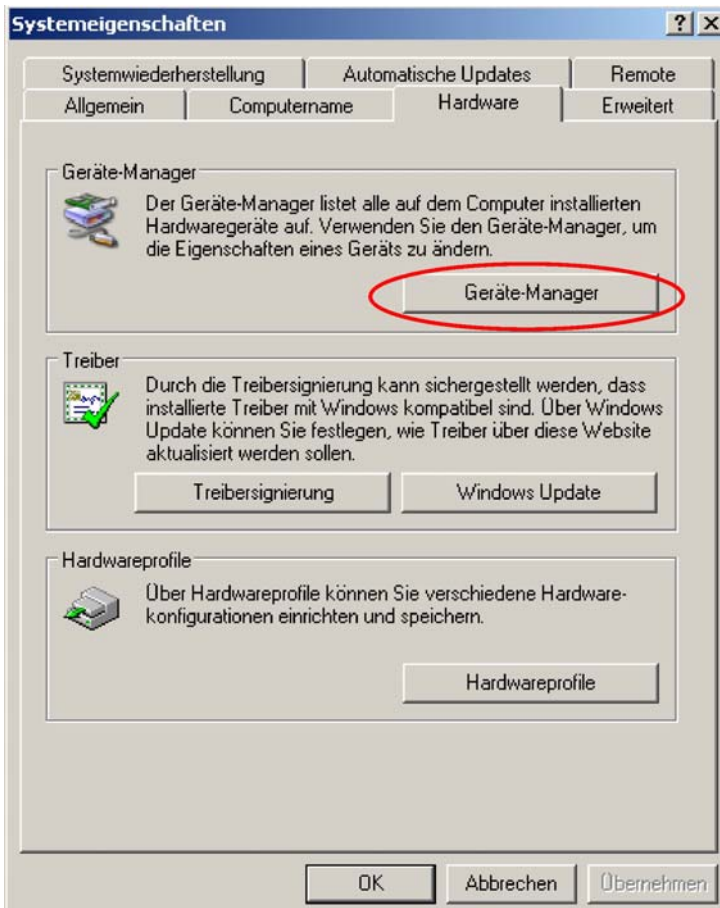 Systemeigenschaften
Systemwiederherstellung Automatische Updates Remote
Allgemein Computername Hardware Erweitert
Geräte-Manager
Der Geräte-Manager listet alle auf dem Computer installierten
Hardwaregeräte auf. Verwenden Sie den Geräte-Manager, um
die Eigenschaften eines Geräts zu ändern.
Geräte-Manager
Treiber
Durch die Treibersignierung kann sichergestellt werden, dass
installierte Treiber mit Windows kompatibel sind. Über Windows
Update können Sie festlegen, wie Treiber über diese Website
aktualisiert werden sollen.
Treibersignierung Windows Update
Hardwareprofile
Über Hardwareprofile können Sie verschiedene Hardware-
konfigurationen einrichten und speichern.
Hardwareprofile
OK Abbrechen Übernehmen